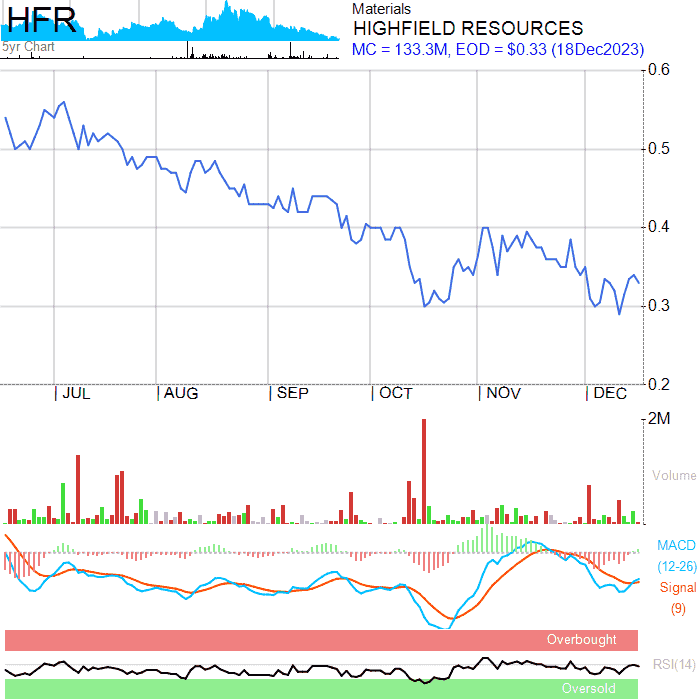 HFR
5yr Chart
Materials
HIGHFIELD RESOURCES
MC = 133.3M, EOD = $0.33 (18Dec2023)
0.6
0.5
0.4
0.3
0.2
JUL AUG SEP OCT NOV DEC
2M
Volume
MACD
(12-26)
Signal
(9)
Overbought
RSI(14)
Oversold